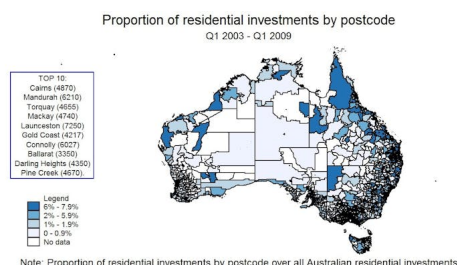 Proportion of residential investments by postcode
Q1 2003 - Q1 2009
TOP 10:
Cairns (4870)
Mandurah (6210)
Torquay (4655)
Mackay (4740)
Launceston (7250)
Gold Coast (4217)
Connolly (6027)
Ballarat (3350)
Darling Heights (4350)
Pine Creek (4670).
Legend
6% - 7.9%
2% - 5.9%
1% - 1.9%
0 - 0.9%
No data
Note: Proportion of residential investments by postcode over all Australian residential investments